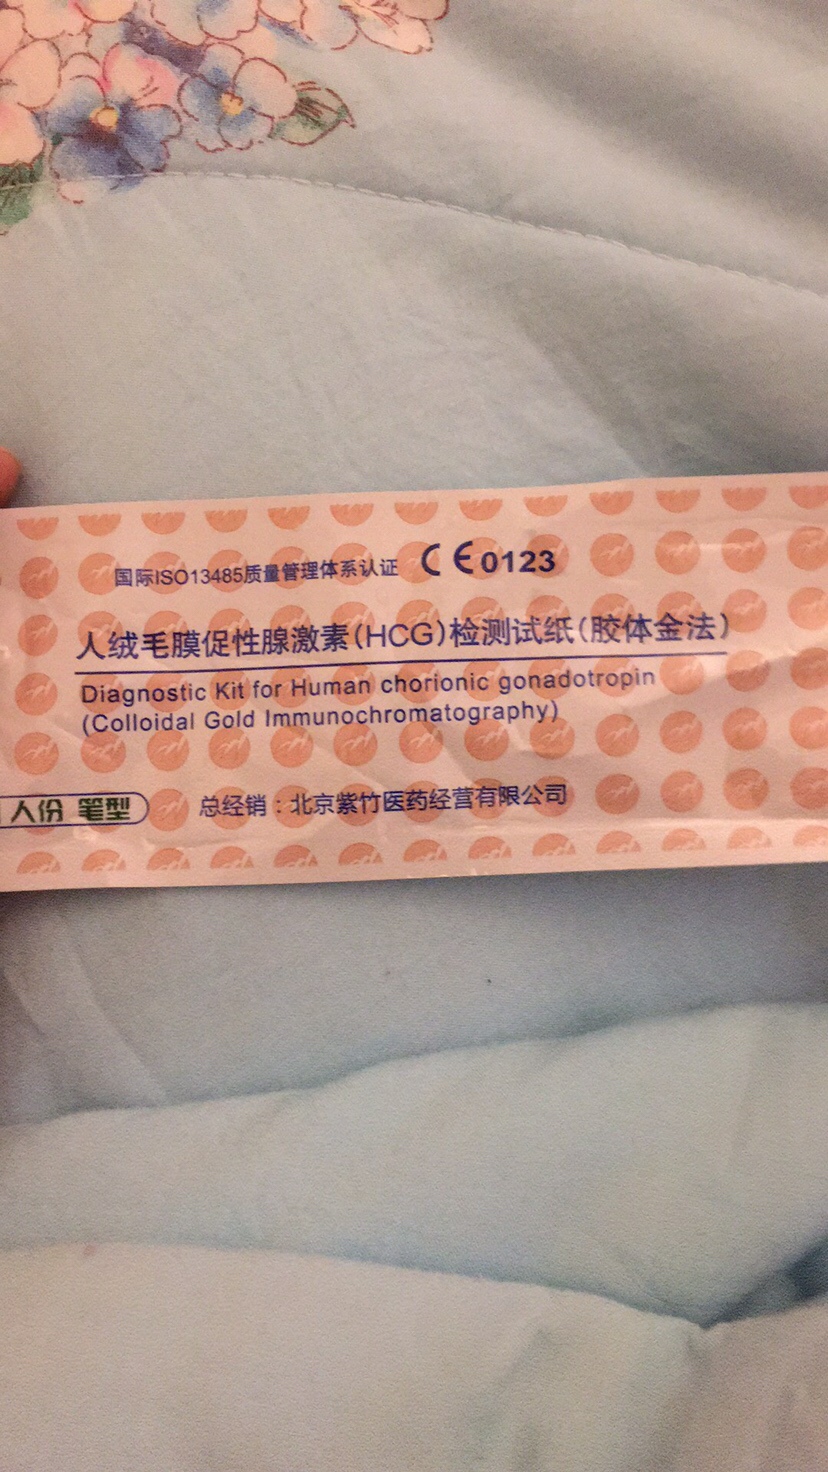 国际ISO13485质量管理体系认证 CE0123
人绒毛膜促性腺激素(HCG)检测试纸(胶体金法)
Diagnostic Kit for Human chorionic gonadotropin
(Colloidal Gold Immunochromatography)
人份 笔型
总经销：北京紫竹医药经营有限公司